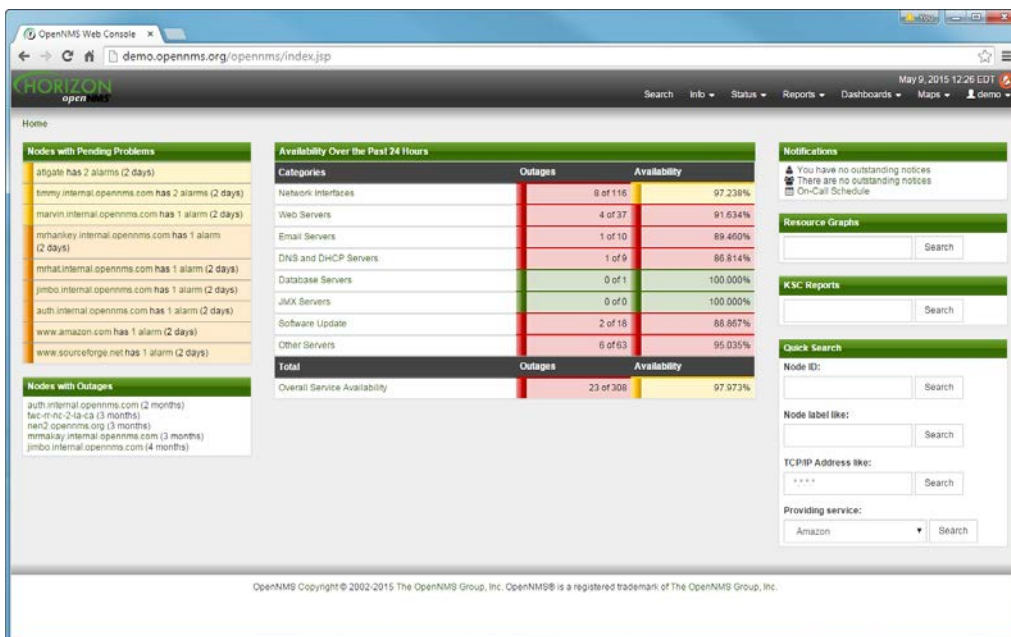 OpenNMS Web Console
demo.opennms.org/opennms/index.jsp
HORIZON
openNMS
May 9, 2015 12:26 EDT
Search Info Status Reports Dashboards Maps demo
Home
Nodes with Pending Problems
atigate has 2 alarms (2 days)
timmy.internal.opennms.com has 2 alarms (2 days)
marvin.internal.opennms.com has 1 alarm (2 days)
mrhankey.internal.opennms.com has 1 alarm
(2 days)
mrhat.internal.opennms.com has 1 alarm (2 days)
jimbo.internal.opennms.com has 1 alarm (2 days)
auth.internal.opennms.com has 1 alarm (2 days)
www.amazon.com has 1 alarm (2 days)
www.sourceforge.net has 1 alarm (2 days)
Nodes with Outages
auth.internal.opennms.com (2 months)
twc-rr-nc-2-la-ca (3 months)
nen2.opennms.org (3 months)
mrmakay.internal.opennms.com (3 months)
jimbo.internal.opennms.com (4 months)
Availability Over the Past 24 Hours
Categories Outages Availability
Network Interfaces 8 of 116 97.238%
Web Servers 4 of 37 91.634%
Email Servers 1 of 10 89.460%
DNS and DHCP Servers 1 of 9 86.814%
Database Servers 0 of 1 100.000%
JMX Servers 0 of 0 100.000%
Software Update 2 of 18 88.867%
Other Servers 6 of 63 95.035%
Total Outages Availability
Overall Service Availability 23 of 308 97.973%
Notifications
You have no outstanding notices
There are no outstanding notices
On-Call Schedule
Resource Graphs
Search
KSC Reports
Search
Quick Search
Node ID:
Search
Node label like:
Search
TCP/IP Address like:
*.*.*.* Search
Providing service:
Amazon Search
OpenNMS Copyright © 2002-2015 The OpenNMS Group, Inc. OpenNMS® is a registered trademark of The OpenNMS Group, Inc.